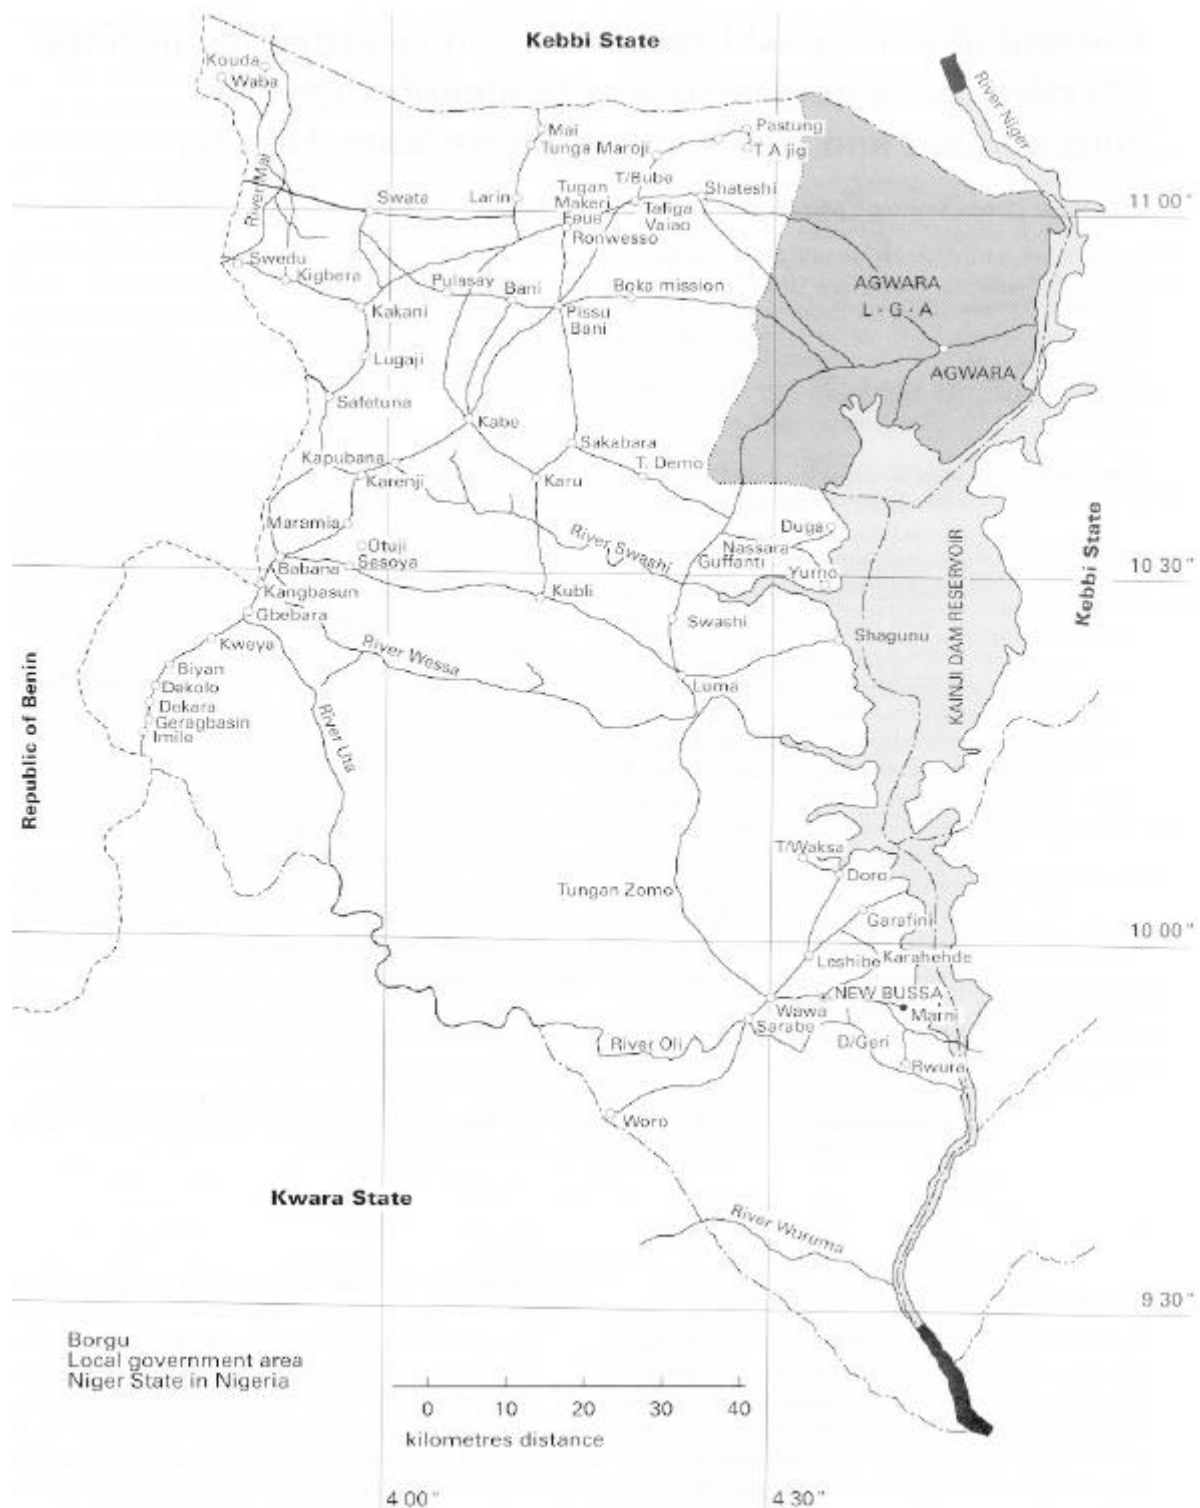 Kebbi State
Kouda
Waba
River Niger
Mai
Tunga Maroji
Pastung
T A jig
River Mai
T/Buba
Swata
Larin
Tugan
Makeri
Shateshi
11 00"
Feue
Tafiga
Vaiao
Ronwesso
Swedu
Kigbera
Pulasay
Bani
Boka mission
AGWARA
L - G - A
Kakani
Pissu
Bani
Lugaji
AGWARA
Safetuna
Kabe
Sakabara
Kapubana
Karenji
Karu
T. Demo
Maramia
Otuji
Sesoya
River Swashi
Duga
Nassara
Guffanti
Yumo
KAINJI DAM RESERVOIR
Kebbi State
10 30"
Babana
Kangbasun
Kubli
Gbebara
Swashi
Shagunu
Kweya
River Wessa
Biyan
Dekolo
Dekara
Geragbasin
Imile
Luma
River Uta
Republic of Benin
T/Waksa
Doro
Tungan Zomo
Garafini
10 00"
Leshibe
Karahehde
NEW BUSSA
Wawa
Marni
Sarabe
River Oli
D/Geri
Rwura
Woro
Kwara State
River Wuruma
9 30"
Borgu
Local government area
Niger State in Nigeria
0 10 20 30 40
kilometres distance
4 00"
4 30"